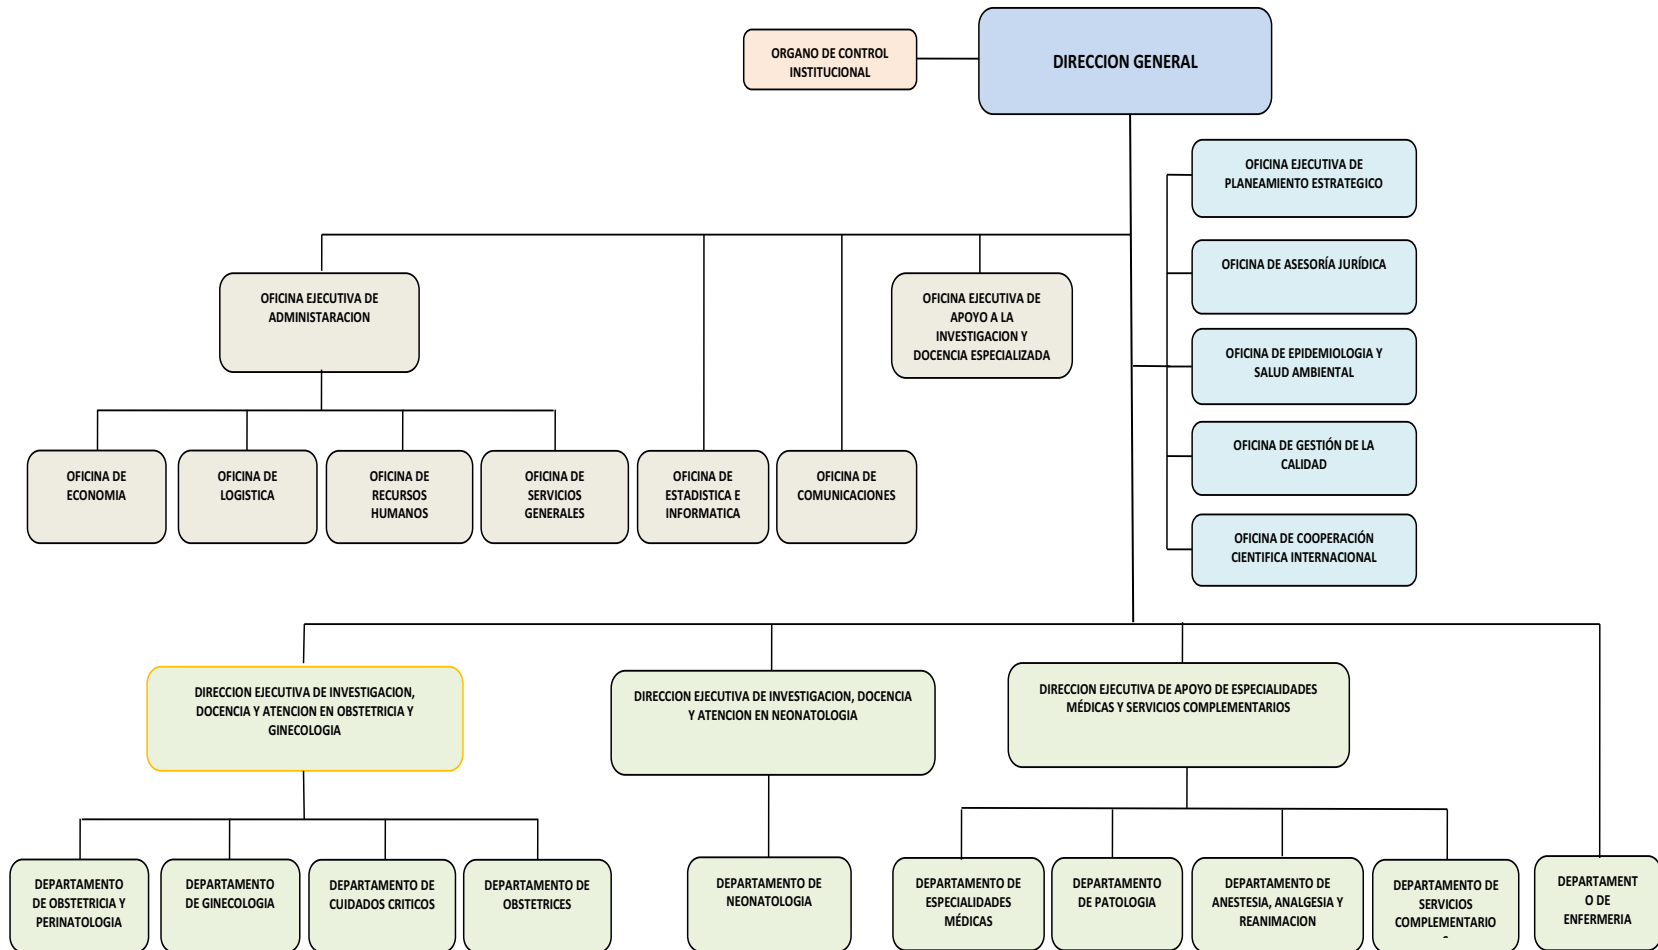 ORGANO DE CONTROL
INSTITUCIONAL
DIRECCION GENERAL
OFICINA EJECUTIVA DE
PLANEAMIENTO ESTRATEGICO
OFICINA DE ASESORÍA JURÍDICA
OFICINA DE EPIDEMIOLOGIA Y
SALUD AMBIENTAL
OFICINA DE GESTIÓN DE LA
CALIDAD
OFICINA DE COOPERACIÓN
CIENTIFICA INTERNACIONAL
OFICINA EJECUTIVA DE
ADMINISTARACION
OFICINA EJECUTIVA DE
APOYO A LA
INVESTIGACION Y
DOCENCIA ESPECIALIZADA
OFICINA DE
ECONOMIA
OFICINA DE
LOGISTICA
OFICINA DE
RECURSOS
HUMANOS
OFICINA DE
SERVICIOS
GENERALES
OFICINA DE
ESTADISTICA E
INFORMATICA
OFICINA DE
COMUNICACIONES
DIRECCION EJECUTIVA DE INVESTIGACION,
DOCENCIA Y ATENCION EN OBSTETRICIA Y
GINECOLOGIA
DIRECCION EJECUTIVA DE INVESTIGACION, DOCENCIA
Y ATENCION EN NEONATOLOGIA
DIRECCION EJECUTIVA DE APOYO DE ESPECIALIDADES
MÉDICAS Y SERVICIOS COMPLEMENTARIOS
DEPARTAMENTO
DE OBSTETRICIA Y
PERINATOLOGIA
DEPARTAMENTO
DE GINECOLOGIA
DEPARTAMENTO DE
CUIDADOS CRITICOS
DEPARTAMENTO DE
OBSTETRICES
DEPARTAMENTO DE
NEONATOLOGIA
DEPARTAMENTO DE
ESPECIALIDADES
MÉDICAS
DEPARTAMENTO
DE PATOLOGIA
DEPARTAMENTO DE
ANESTESIA, ANALGESIA Y
REANIMACION
DEPARTAMENTO DE
SERVICIOS
COMPLEMENTARIO
S
DEPARTAMENT
O DE
ENFERMERIA